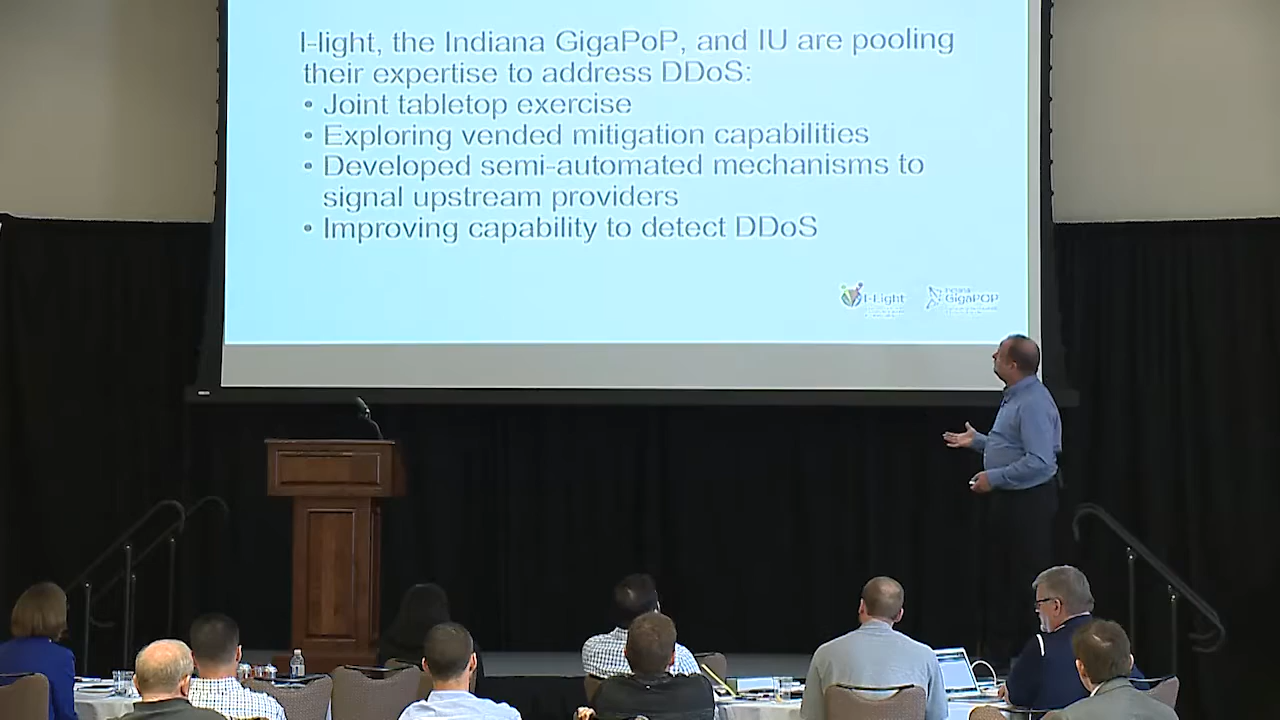 I-light, the Indiana GigaPoP, and IU are pooling
their expertise to address DDoS:
• Joint tabletop exercise
• Exploring vended mitigation capabilities
• Developed semi-automated mechanisms to
signal upstream providers
• Improving capability to detect DDoS
I-Light
Indiana
GigaPOP